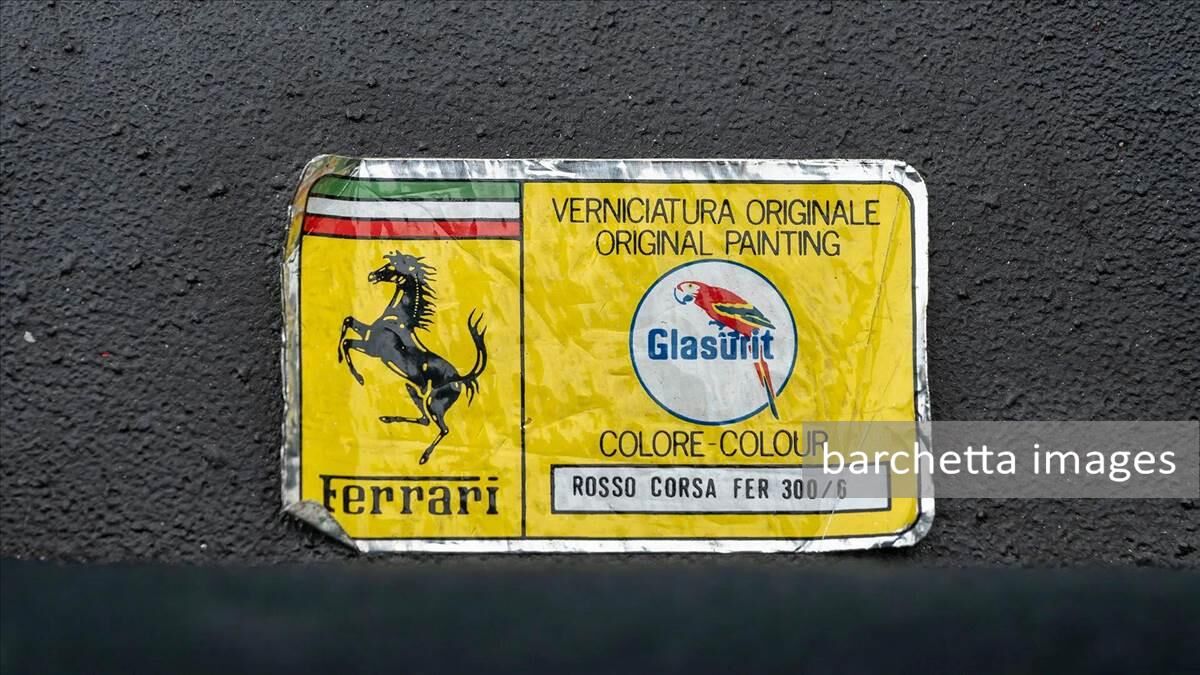 VERNICIATURA ORIGINALE
ORIGINAL PAINTING
Glasurit
COLORE-COLOUR
ROSSO CORSA FER 300/6
Ferrari
barchetta images